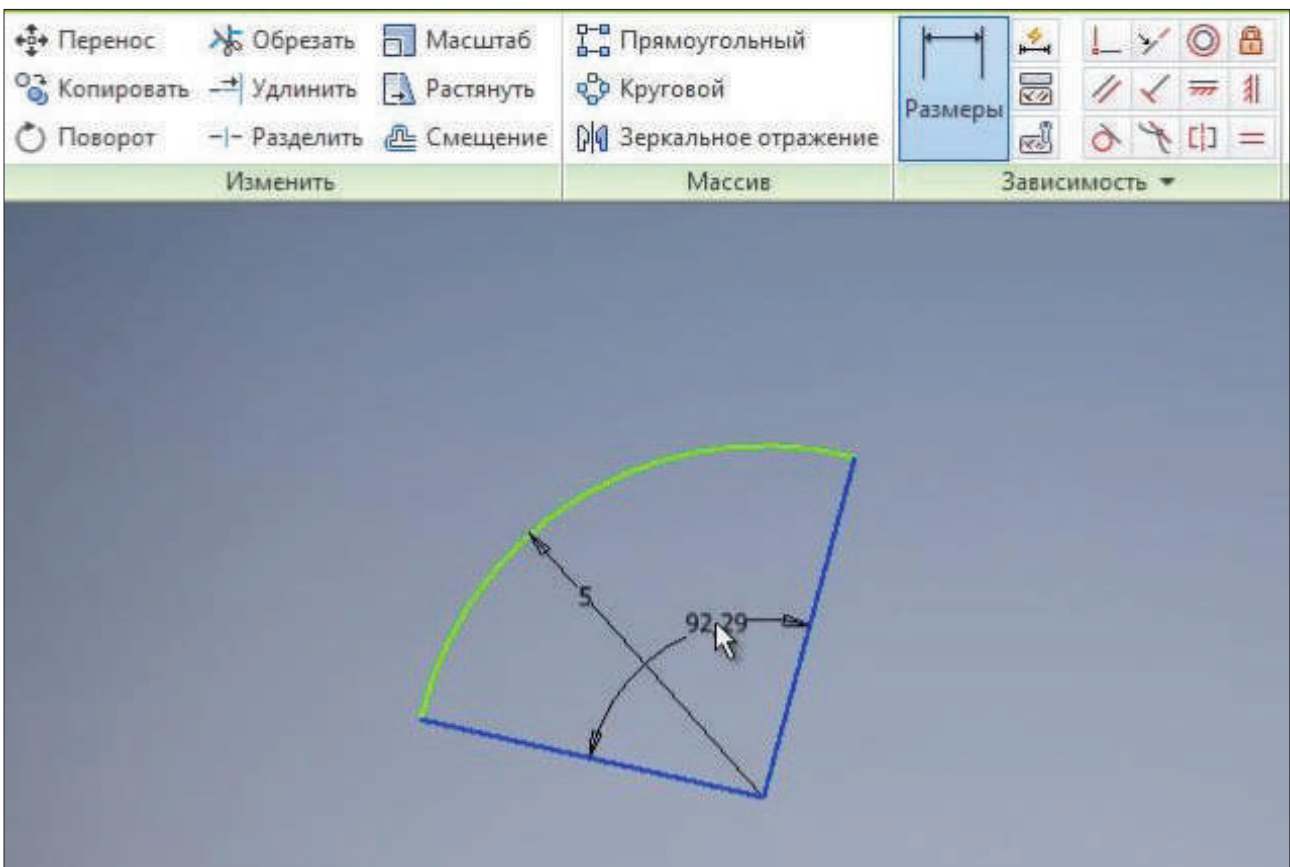 Перенос Обрезать Масштаб Прямоугольный
Копировать Удлинить Растянуть Круговой Размеры
Поворот Разделить Смещение Зеркальное отражение
Изменить Массив Зависимость
5
92,29